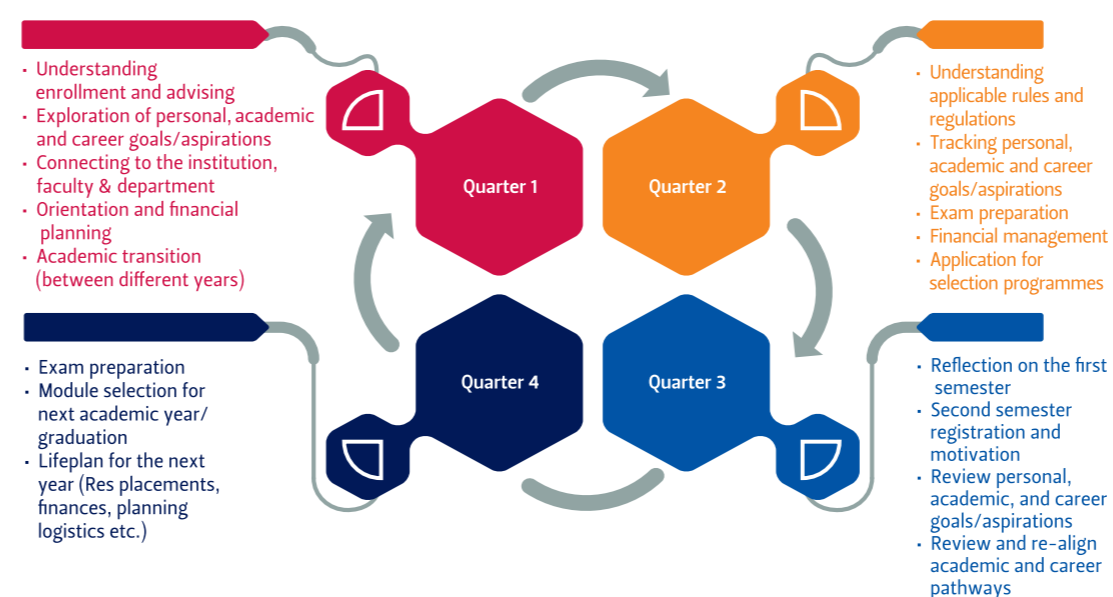 Quarter 1
· Understanding
enrollment and advising
· Exploration of personal, academic
and career goals/aspirations
· Connecting to the institution,
faculty & department
· Orientation and financial
planning
· Academic transition
(between different years)
Quarter 2
· Understanding
applicable rules and
regulations
· Tracking personal,
academic and career
goals/aspirations
· Exam preparation
· Financial management
· Application for
selection programmes
Quarter 3
· Reflection on the first
semester
· Second semester
registration and
motivation
· Review personal,
academic, and career
goals/aspirations
· Review and re-align
academic and career
pathways
Quarter 4
· Exam preparation
· Module selection for
next academic year/
graduation
· Lifeplan for the next
year (Res placements,
finances, planning
logistics etc.)